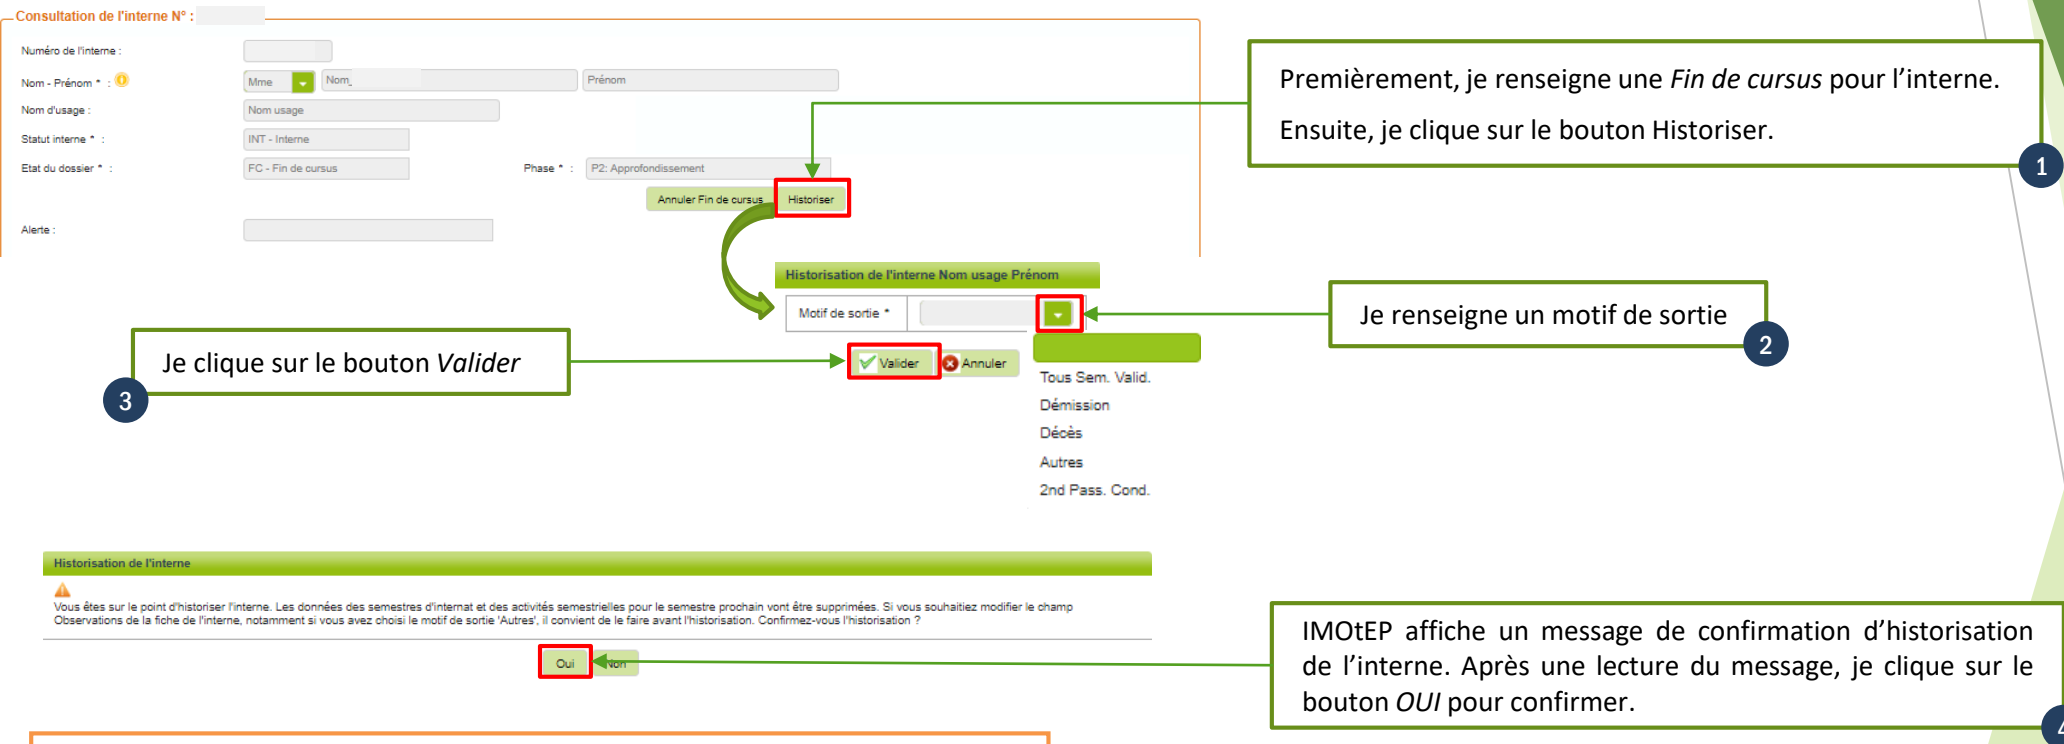 Consultation de l'interne N° :
Numéro de l'interne :
Nom - Prénom * :
Mme
Nom_
Prénom
Nom d'usage :
Nom usage
Statut interne * :
INT - Interne
Etat du dossier * :
FC - Fin de cursus
Phase * :
P2: Approfondissement
Annuler Fin de cursus
Historiser
Alerte :
Premièrement, je renseigne une Fin de cursus pour l’interne.
Ensuite, je clique sur le bouton Historiser.
1
Historisation de l'interne Nom usage Prénom
Motif de sortie *
Valider
Annuler
Tous Sem. Valid.
Démission
Décès
Autres
2nd Pass. Cond.
Je renseigne un motif de sortie
2
Je clique sur le bouton Valider
3
Historisation de l'interne
Vous êtes sur le point d'historiser l'interne. Les données des semestres d'internat et des activités semestrielles pour le semestre prochain vont être supprimées. Si vous souhaitiez modifier le champ
Observations de la fiche de l'interne, notamment si vous avez choisi le motif de sortie 'Autres', il convient de le faire avant l'historisation. Confirmez-vous l'historisation ?
Oui
Non
IMOtEP affiche un message de confirmation d’historisation
de l’interne. Après une lecture du message, je clique sur le
bouton OUI pour confirmer.
4